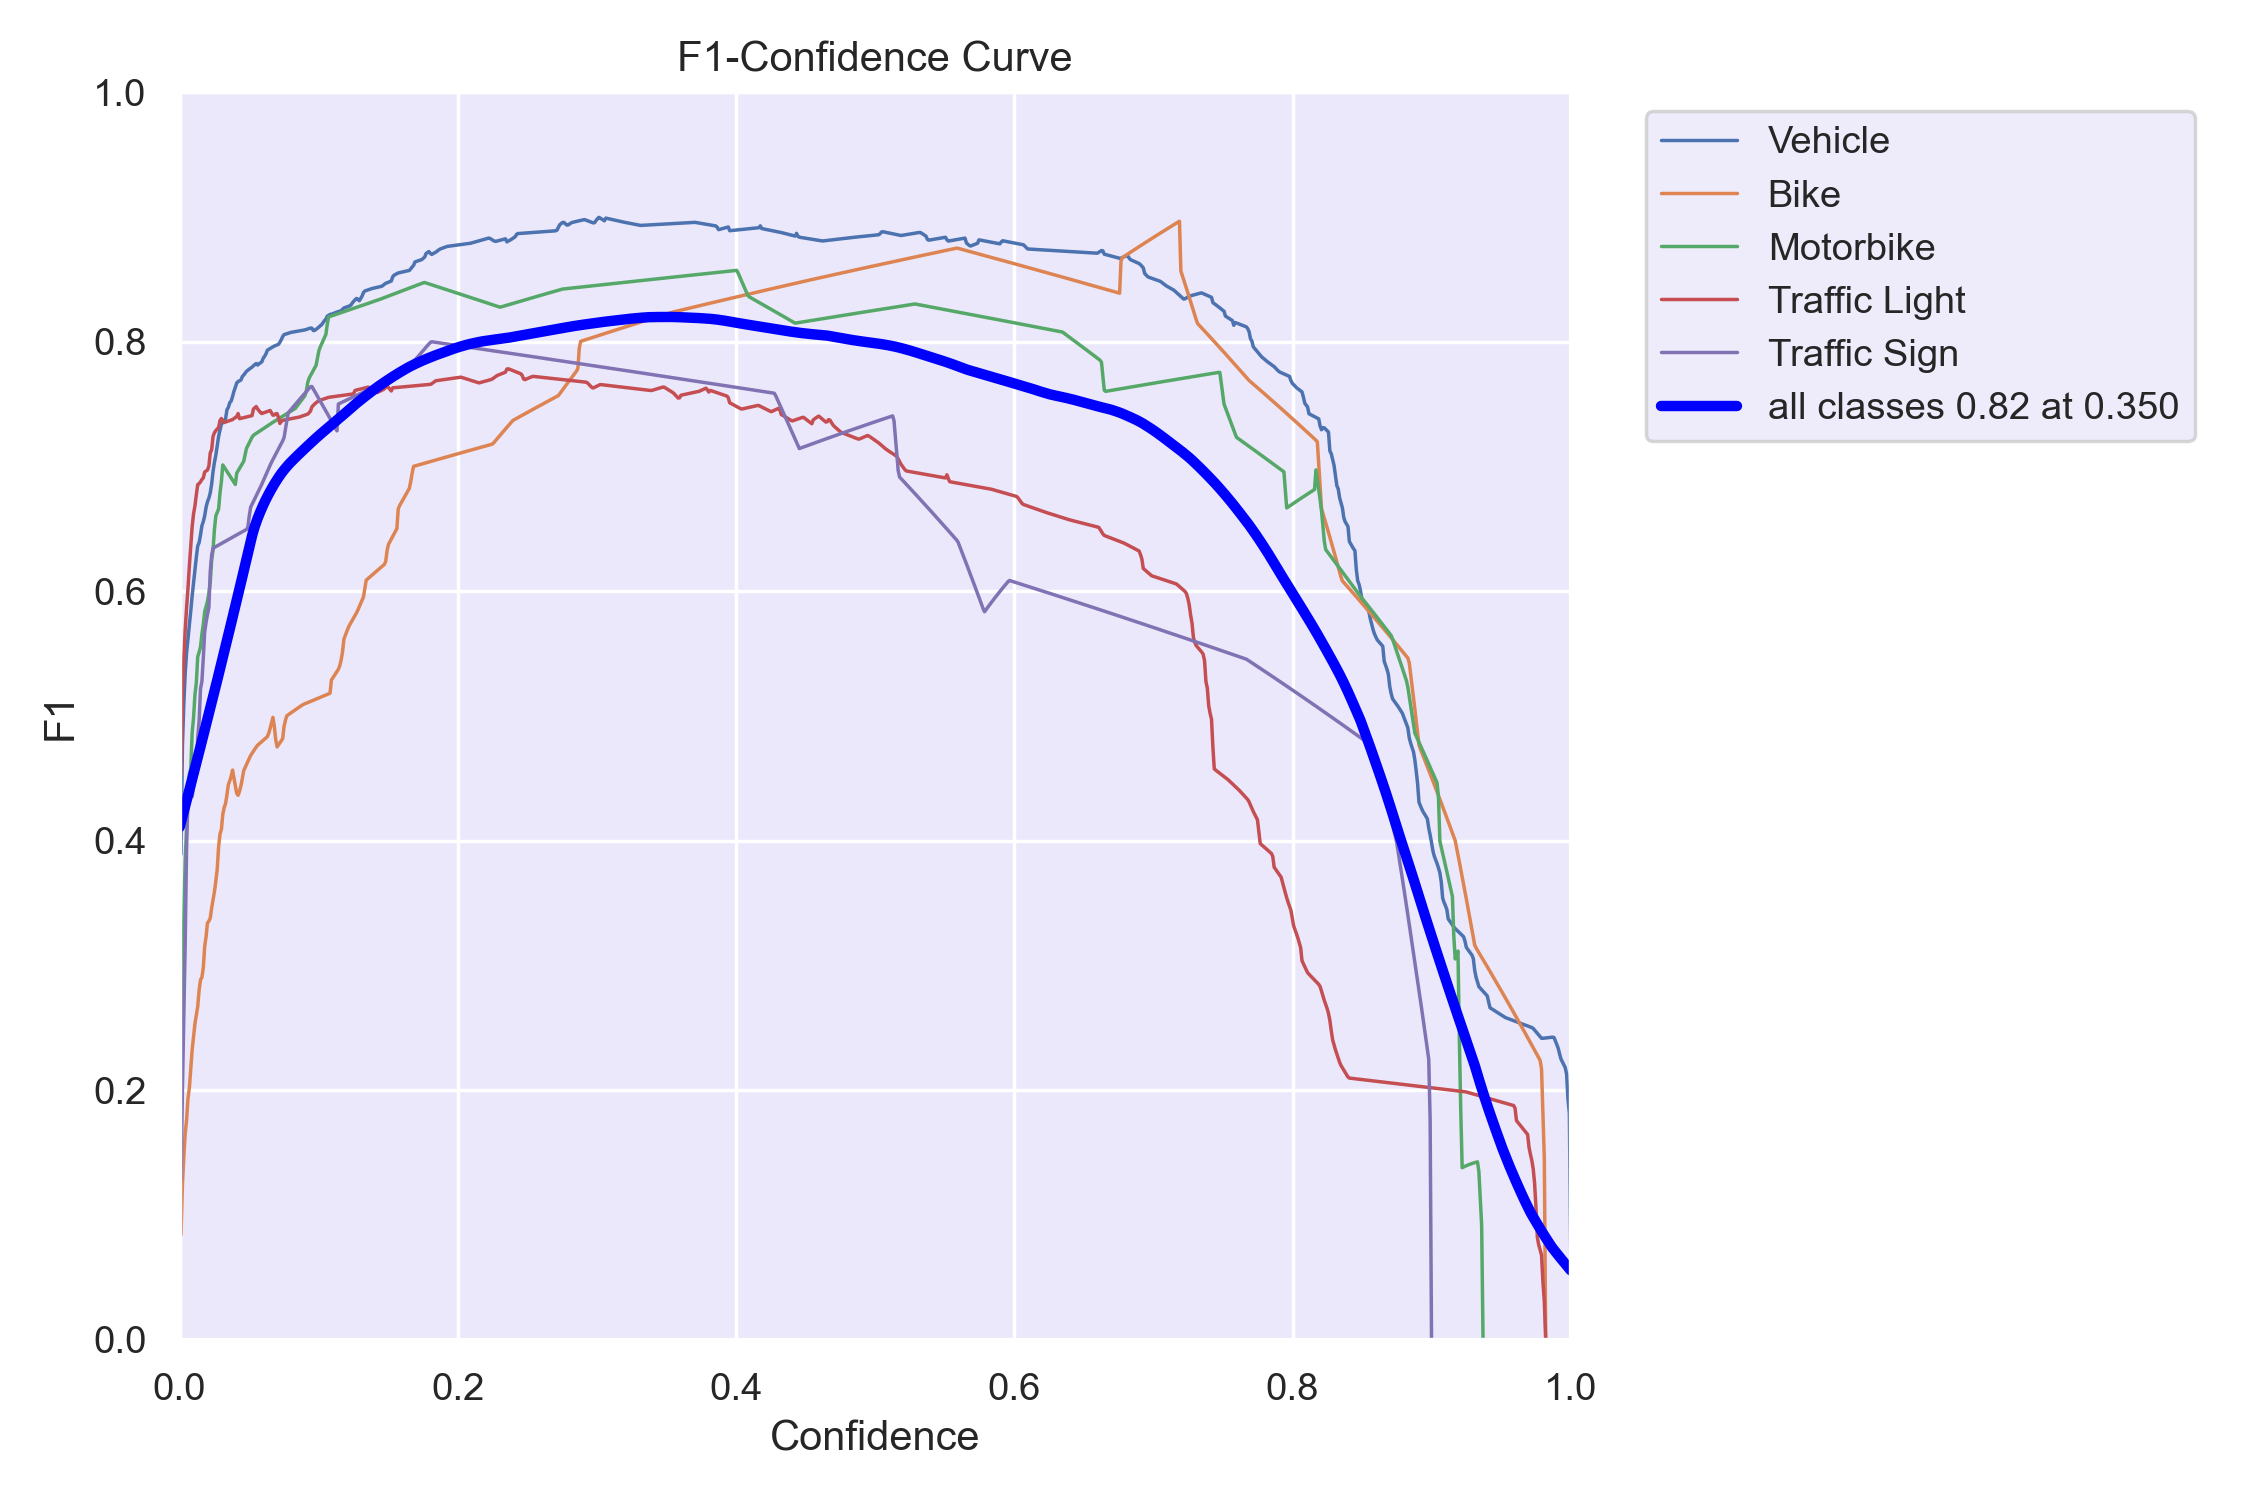 F1-Confidence Curve
1.0
0.8
0.6
0.4
0.2
0.0
F1
0.0 0.2 0.4 0.6 0.8 1.0
Confidence
Vehicle
Bike
Motorbike
Traffic Light
Traffic Sign
all classes 0.82 at 0.350